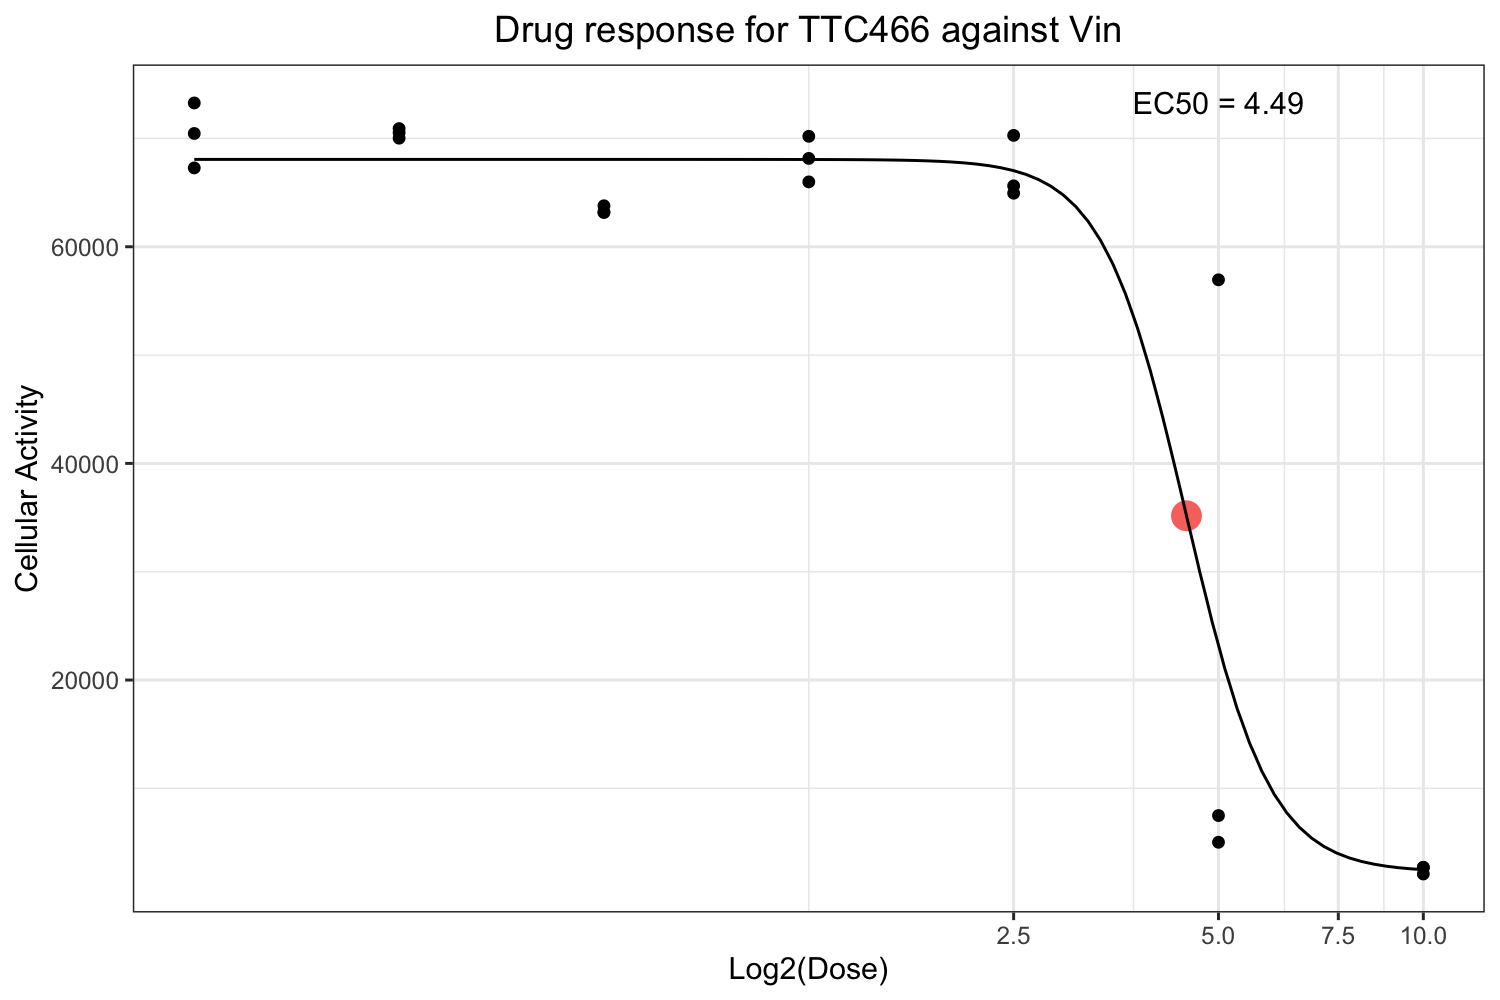 Drug response for TTC466 against Vin
EC50 = 4.49
60000
40000
20000
Cellular Activity
2.5 5.0 7.5 10.0
Log2(Dose)